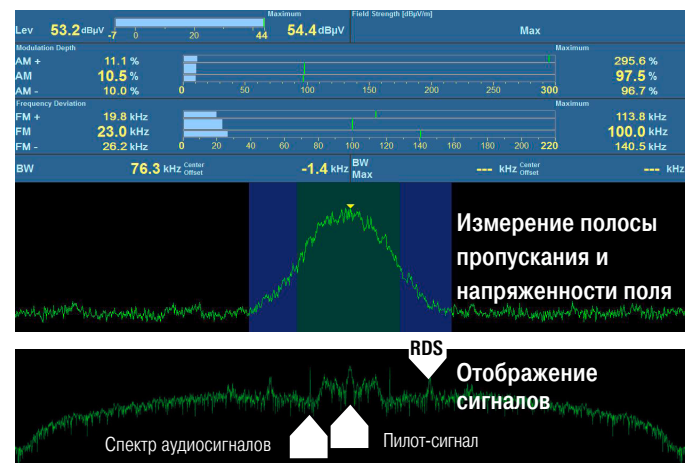 Maximum Field Strength [dBµV/m]
Lev 53.2 dBµV -7 0 20 44 54.4 dBµV Max
Modulation Depth Maximum
AM + 11.1 % 295.6 %
AM 10.5 % 97.5 %
AM - 10.0 % 0 50 100 150 200 250 300 96.7 %
Frequency Deviation Maximum
FM + 19.8 kHz 113.8 kHz
FM 23.0 kHz 100.0 kHz
FM - 26.2 kHz 0 20 40 60 80 100 120 140 160 180 200 220 140.5 kHz
BW 76.3 kHz Center Offset -1.4 kHz BW Max --- kHz Center Offset --- kHz
Измерение полосы
пропускания и
напряженности поля
RDS
Отображение
сигналов
Спектр аудиосигналов
Пилот-сигнал